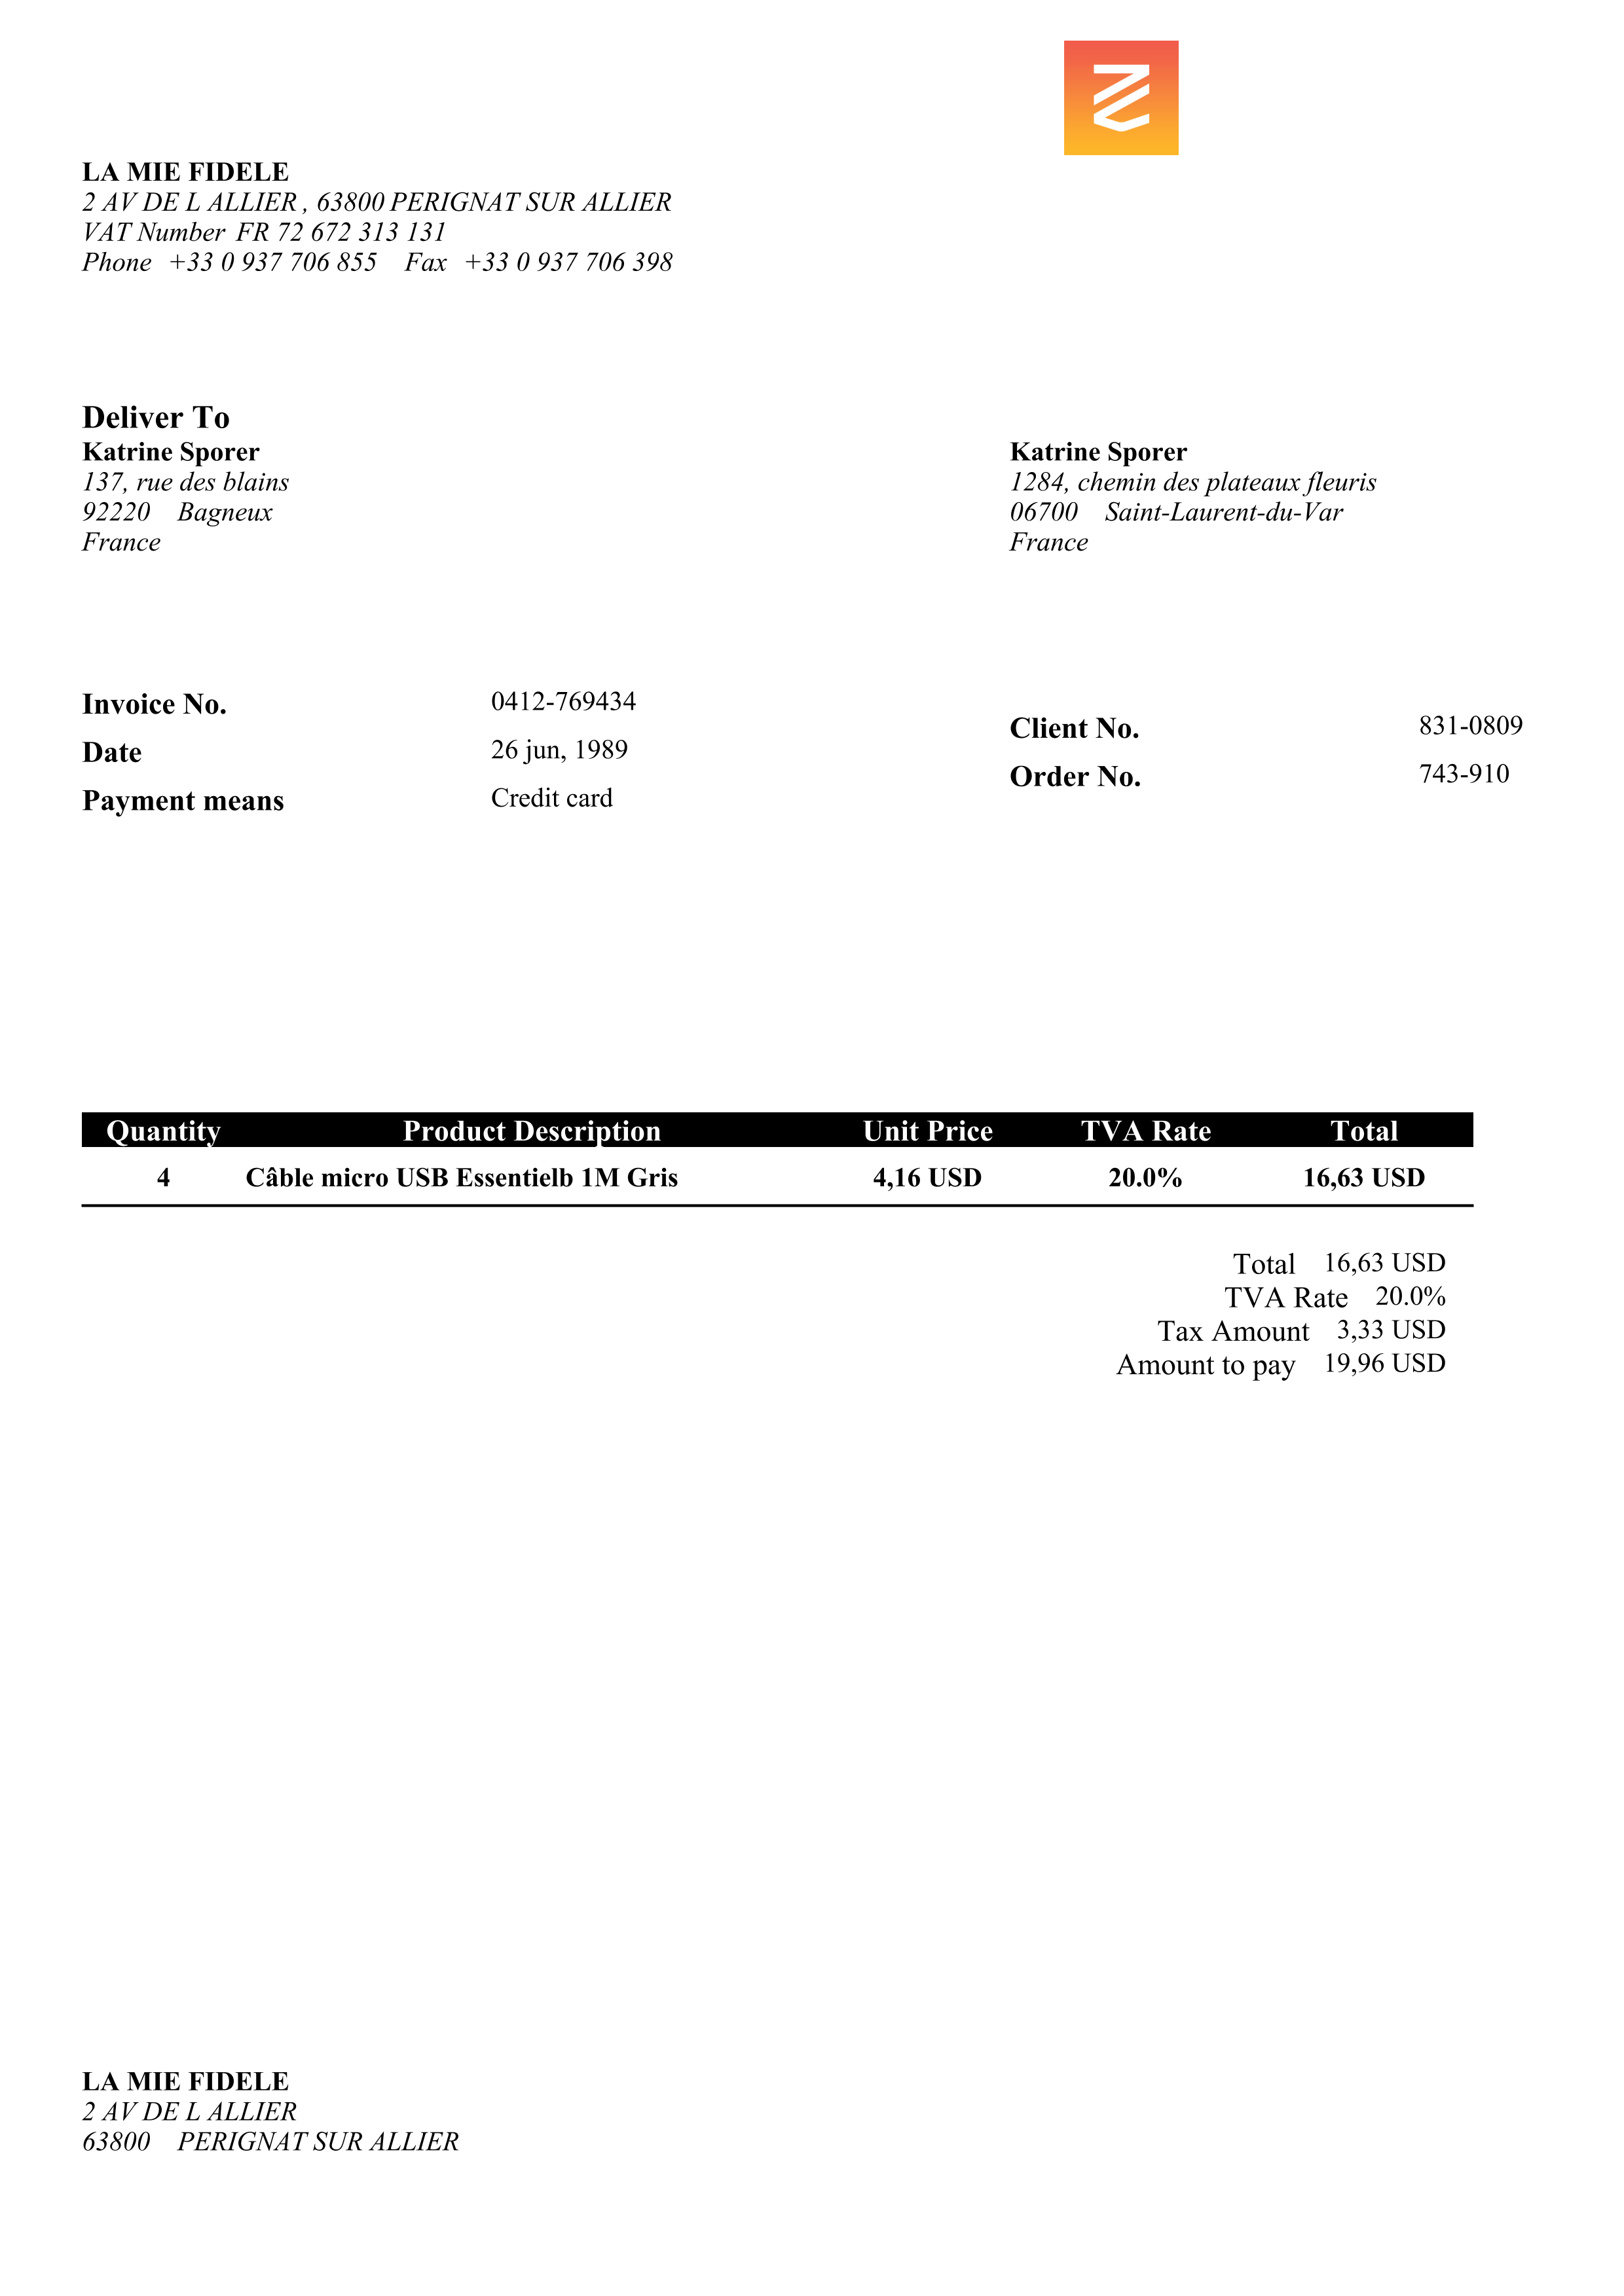 LA MIE FIDELE
2 AV DE L ALLIER , 63800 PERIGNAT SUR ALLIER
VAT Number FR 72 672 313 131
Phone +33 0 937 706 855 Fax +33 0 937 706 398
Deliver To
Katrine Sporer
137, rue des blains
92220 Bagneux
France
Katrine Sporer
1284, chemin des plateaux fleuris
06700 Saint-Laurent-du-Var
France
Invoice No. 0412-769434
Date 26 jun, 1989
Payment means Credit card
Client No. 831-0809
Order No. 743-910
Quantity Product Description Unit Price TVA Rate Total
4 Câble micro USB Essentielb 1M Gris 4,16 USD 20.0% 16,63 USD
Total 16,63 USD
TVA Rate 20.0%
Tax Amount 3,33 USD
Amount to pay 19,96 USD
LA MIE FIDELE
2 AV DE L ALLIER
63800 PERIGNAT SUR ALLIER